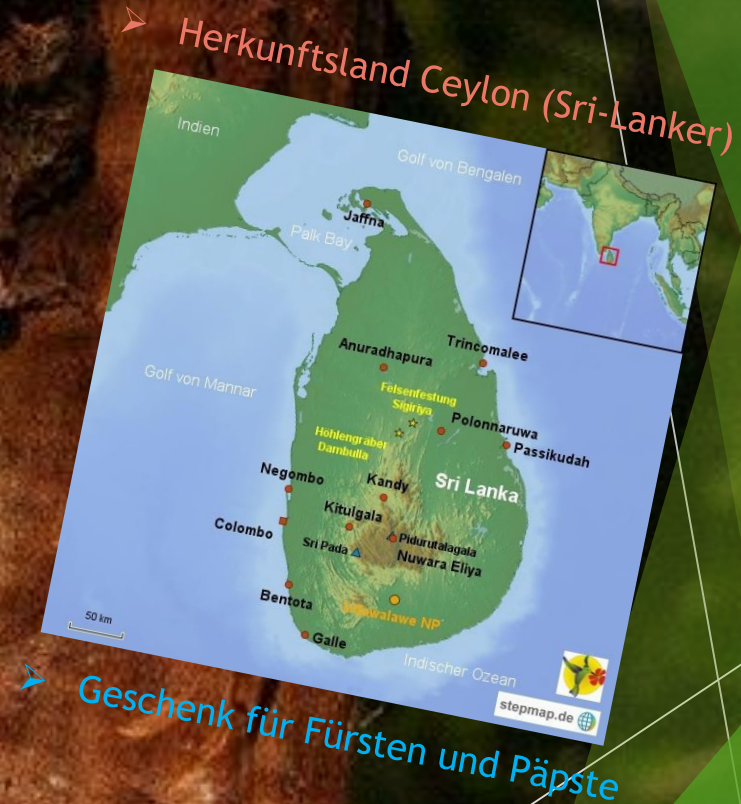 Herkunftsland Ceylon (Sri-Lanker)
Indien
Golf von Bengalen
Jaffna
Palk Bay
Anuradhapura
Trincomalee
Golf von Mannar
Felsenfestung
Sigiriya
Polonnaruwa
Höhlengräber
Dambulla
Passikudah
Negombo
Kandy
Sri Lanka
Kitulgala
Colombo
Pidurutalagala
Sri Pada
Nuwara Eliya
Bentota
NP
50 km
Galle
Indischer Ozean
stepmap.de
Geschenk für Fürsten und Päpste